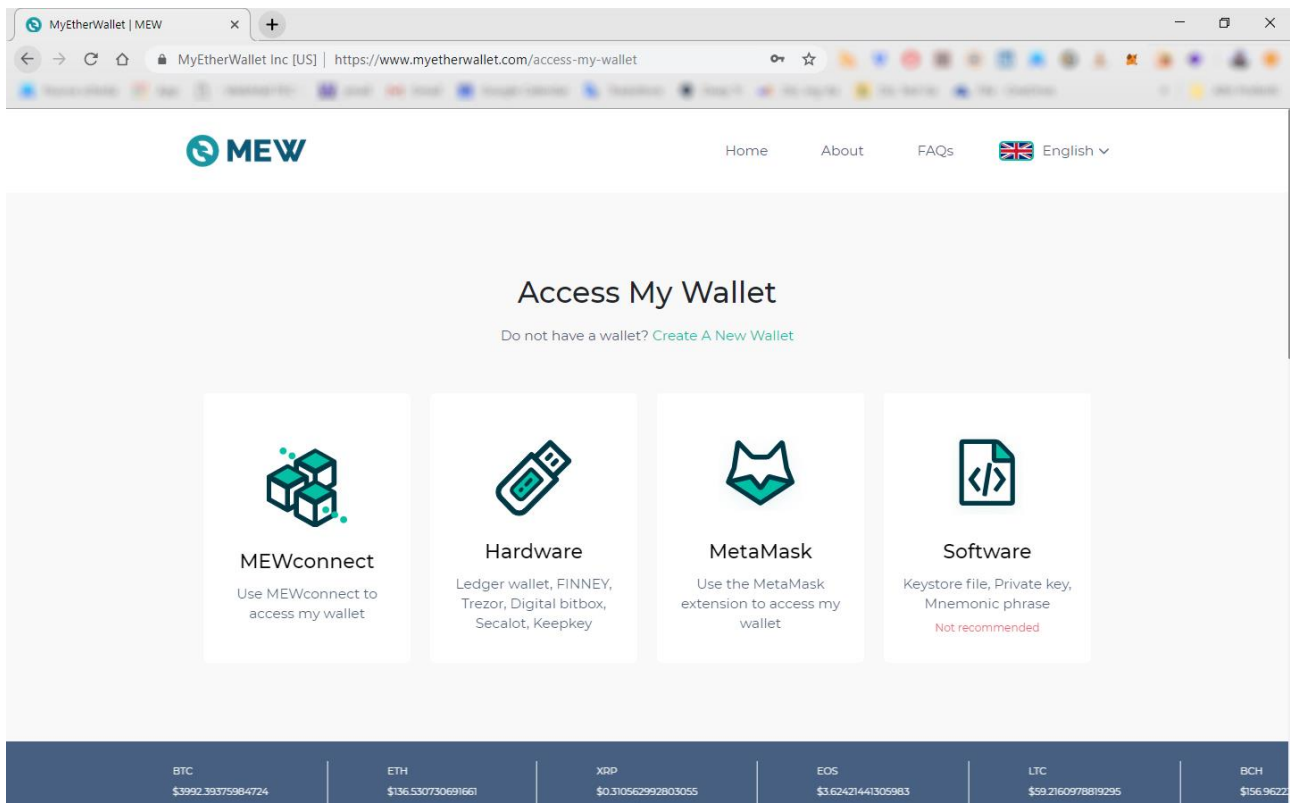 MyEtherWallet | MEW
MyEtherWallet Inc [US] | https://www.myetherwallet.com/access-my-wallet
MEW
Home
About
FAQs
English
Access My Wallet
Do not have a wallet? Create A New Wallet
MEWconnect
Use MEWconnect to
access my wallet
Hardware
Ledger wallet, FINNEY,
Trezor, Digital bitbox,
Secalot, Keepkey
MetaMask
Use the MetaMask
extension to access my
wallet
Software
Keystore file, Private key,
Mnemonic phrase
Not recommended
BTC
$3992.39375984724
ETH
$136.530730691661
XRP
$0.310562992803055
EOS
$3.62421441305983
LTC
$59.2160978819295
BCH